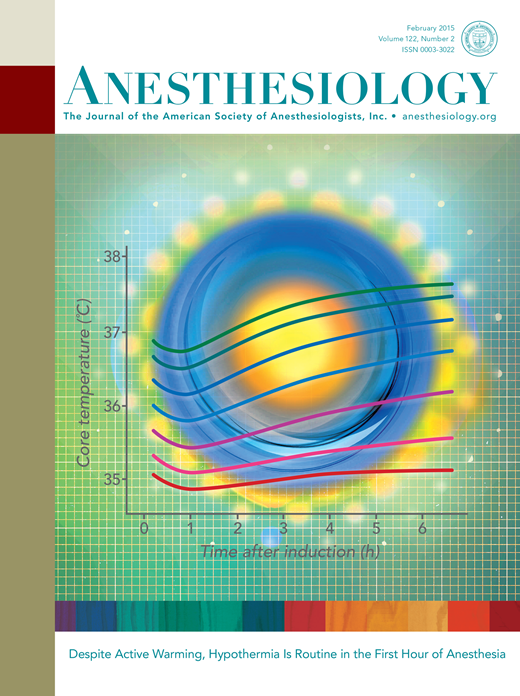 February 2015
Volume 122, Number 2
ISSN 0003-3022
ANESTHESIOLOGY
The Journal of the American Society of Anesthesiologists, Inc. • anesthesiology.org
38
37
36
35
Core temperature (°C)
0 1 2 3 4 5 6
Time after induction (h)
Despite Active Warming, Hypothermia Is Routine in the First Hour of Anesthesia